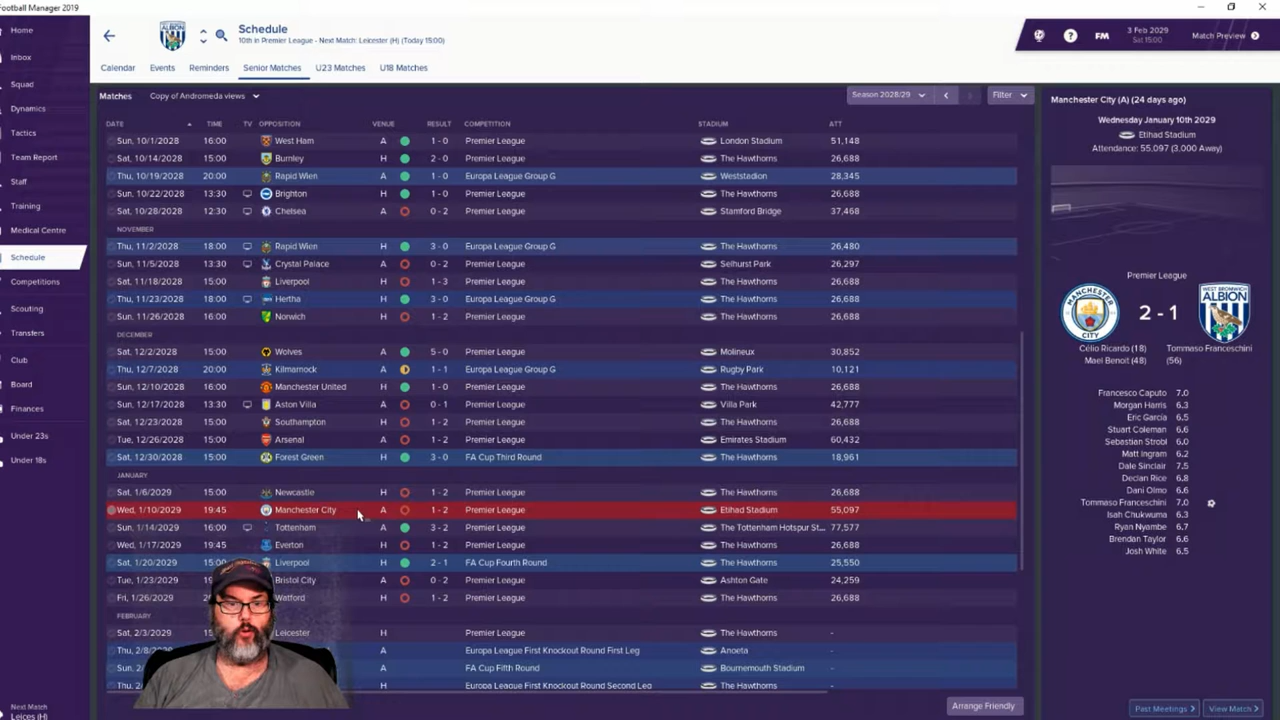 Football Manager 2019
Home
Inbox
Squad
Dynamics
Tactics
Team Report
Staff
Training
Medical Centre
Schedule
Competitions
Scouting
Transfers
Club
Board
Finances
Under 23s
Under 18s
Next Match
Leices (H)
Schedule
10th in Premier League - Next Match: Leicester (H) (Today 15:00)
FM
3 Feb 2029
Sat 15:00
Match Preview
Calendar Events Reminders Senior Matches U23 Matches U18 Matches
Matches Copy of Andromeda views Season 2028/29 Filter
DATE TIME TV OPPOSITION VENUE RESULT COMPETITION STADIUM ATT
Sun, 10/1/2028 16:00 West Ham A 1 - 0 Premier League London Stadium 51,148
Sat, 10/14/2028 15:00 Burnley H 2 - 0 Premier League The Hawthorns 26,688
Thu, 10/19/2028 20:00 Rapid Wien A 1 - 0 Europa League Group G Weststadion 28,345
Sun, 10/22/2028 13:30 Brighton H 1 - 0 Premier League The Hawthorns 26,688
Sat, 10/28/2028 12:30 Chelsea A 0 - 2 Premier League Stamford Bridge 37,468
NOVEMBER
Thu, 11/2/2028 18:00 Rapid Wien H 3 - 0 Europa League Group G The Hawthorns 26,480
Sun, 11/5/2028 13:30 Crystal Palace A 0 - 2 Premier League Selhurst Park 26,297
Sat, 11/18/2028 15:00 Liverpool H 1 - 3 Premier League The Hawthorns 26,688
Thu, 11/23/2028 18:00 Hertha H 3 - 0 Europa League Group G The Hawthorns 26,688
Sun, 11/26/2028 16:00 Norwich H 1 - 2 Premier League The Hawthorns 26,688
DECEMBER
Sat, 12/2/2028 15:00 Wolves A 5 - 0 Premier League Molineux 30,852
Thu, 12/7/2028 20:00 Kilmarnock A 1 - 1 Europa League Group G Rugby Park 10,121
Sun, 12/10/2028 16:00 Manchester United H 1 - 0 Premier League The Hawthorns 26,688
Sun, 12/17/2028 13:30 Aston Villa A 0 - 1 Premier League Villa Park 42,777
Sat, 12/23/2028 15:00 Southampton H 1 - 2 Premier League The Hawthorns 26,688
Tue, 12/26/2028 15:00 Arsenal A 1 - 2 Premier League Emirates Stadium 60,432
Sat, 12/30/2028 15:00 Forest Green H 3 - 0 FA Cup Third Round The Hawthorns 18,961
JANUARY
Sat, 1/6/2029 15:00 Newcastle H 1 - 2 Premier League The Hawthorns 26,688
Wed, 1/10/2029 19:45 Manchester City A 1 - 2 Premier League Etihad Stadium 55,097
Sun, 1/14/2029 16:00 Tottenham A 3 - 2 Premier League The Tottenham Hotspur St... 77,577
Wed, 1/17/2029 19:45 Everton H 1 - 2 Premier League The Hawthorns 26,688
Sat, 1/20/2029 15:00 Liverpool H 2 - 1 FA Cup Fourth Round The Hawthorns 25,550
Tue, 1/23/2029 Bristol City A 0 - 2 Premier League Ashton Gate 24,259
Fri, 1/26/2029 Watford H 1 - 2 Premier League The Hawthorns 26,688
FEBRUARY
Sat, 2/3/2029 Leicester H Premier League The Hawthorns -
Thu, A Europa League First Knockout Round First Leg Anoeta -
Sun, A FA Cup Fifth Round Bournemouth Stadium -
Thu, H Europa League First Knockout Round Second Leg The Hawthorns -
Arrange Friendly
Manchester City (A) (24 days ago)
Wednesday January 10th 2029
Etihad Stadium
Attendance: 55,097 (3,000 Away)
Premier League
MANCHESTER CITY 2 - 1 WEST BROMWICH ALBION
Célio Ricardo (18) Tommaso Franceschini
Mael Benoit (48) (56)
Francesco Caputo 7.0
Morgan Harris 6.3
Eric García 6.5
Stuart Coleman 6.6
Sebastian Strobl 6.0
Matt Ingram 6.2
Dale Sinclair 7.5
Declan Rice 6.8
Dani Olmo 6.6
Tommaso Franceschini 7.0
Isah Chukwuma 6.3
Ryan Nyambe 6.7
Brendan Taylor 6.6
Josh White 6.5
Past Meetings View Match